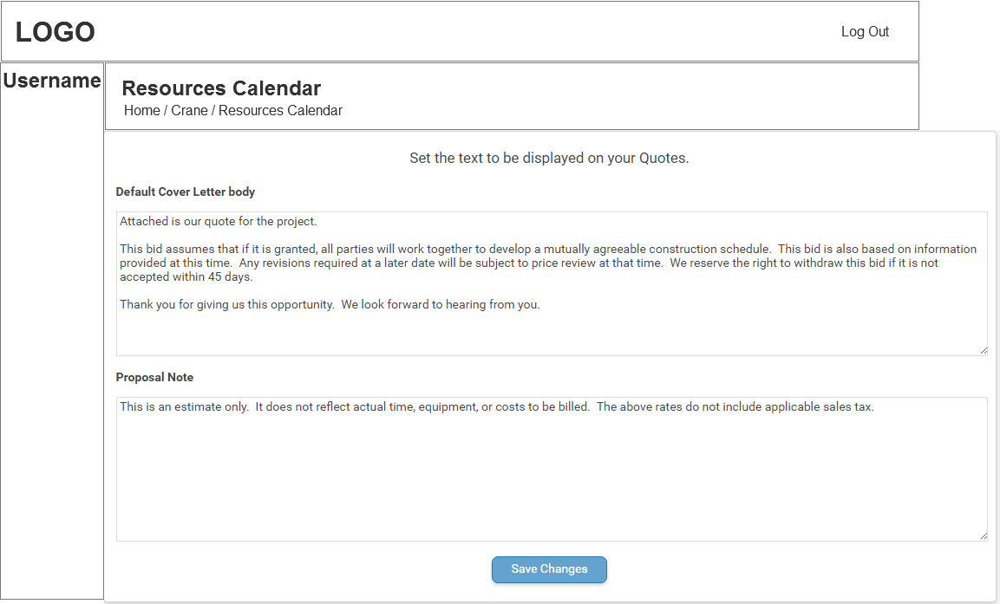 LOGO
Log Out
Username
Resources Calendar
Home / Crane / Resources Calendar
Set the text to be displayed on your Quotes.
Default Cover Letter body
Attached is our quote for the project.
This bid assumes that if it is granted, all parties will work together to develop a mutually agreeable construction schedule.  This bid is also based on information
provided at this time.  Any revisions required at a later date will be subject to price review at that time.  We reserve the right to withdraw this bid if it is not
accepted within 45 days.
Thank you for giving us this opportunity.  We look forward to hearing from you.
Proposal Note
This is an estimate only.  It does not reflect actual time, equipment, or costs to be billed.  The above rates do not include applicable sales tax.
Save Changes